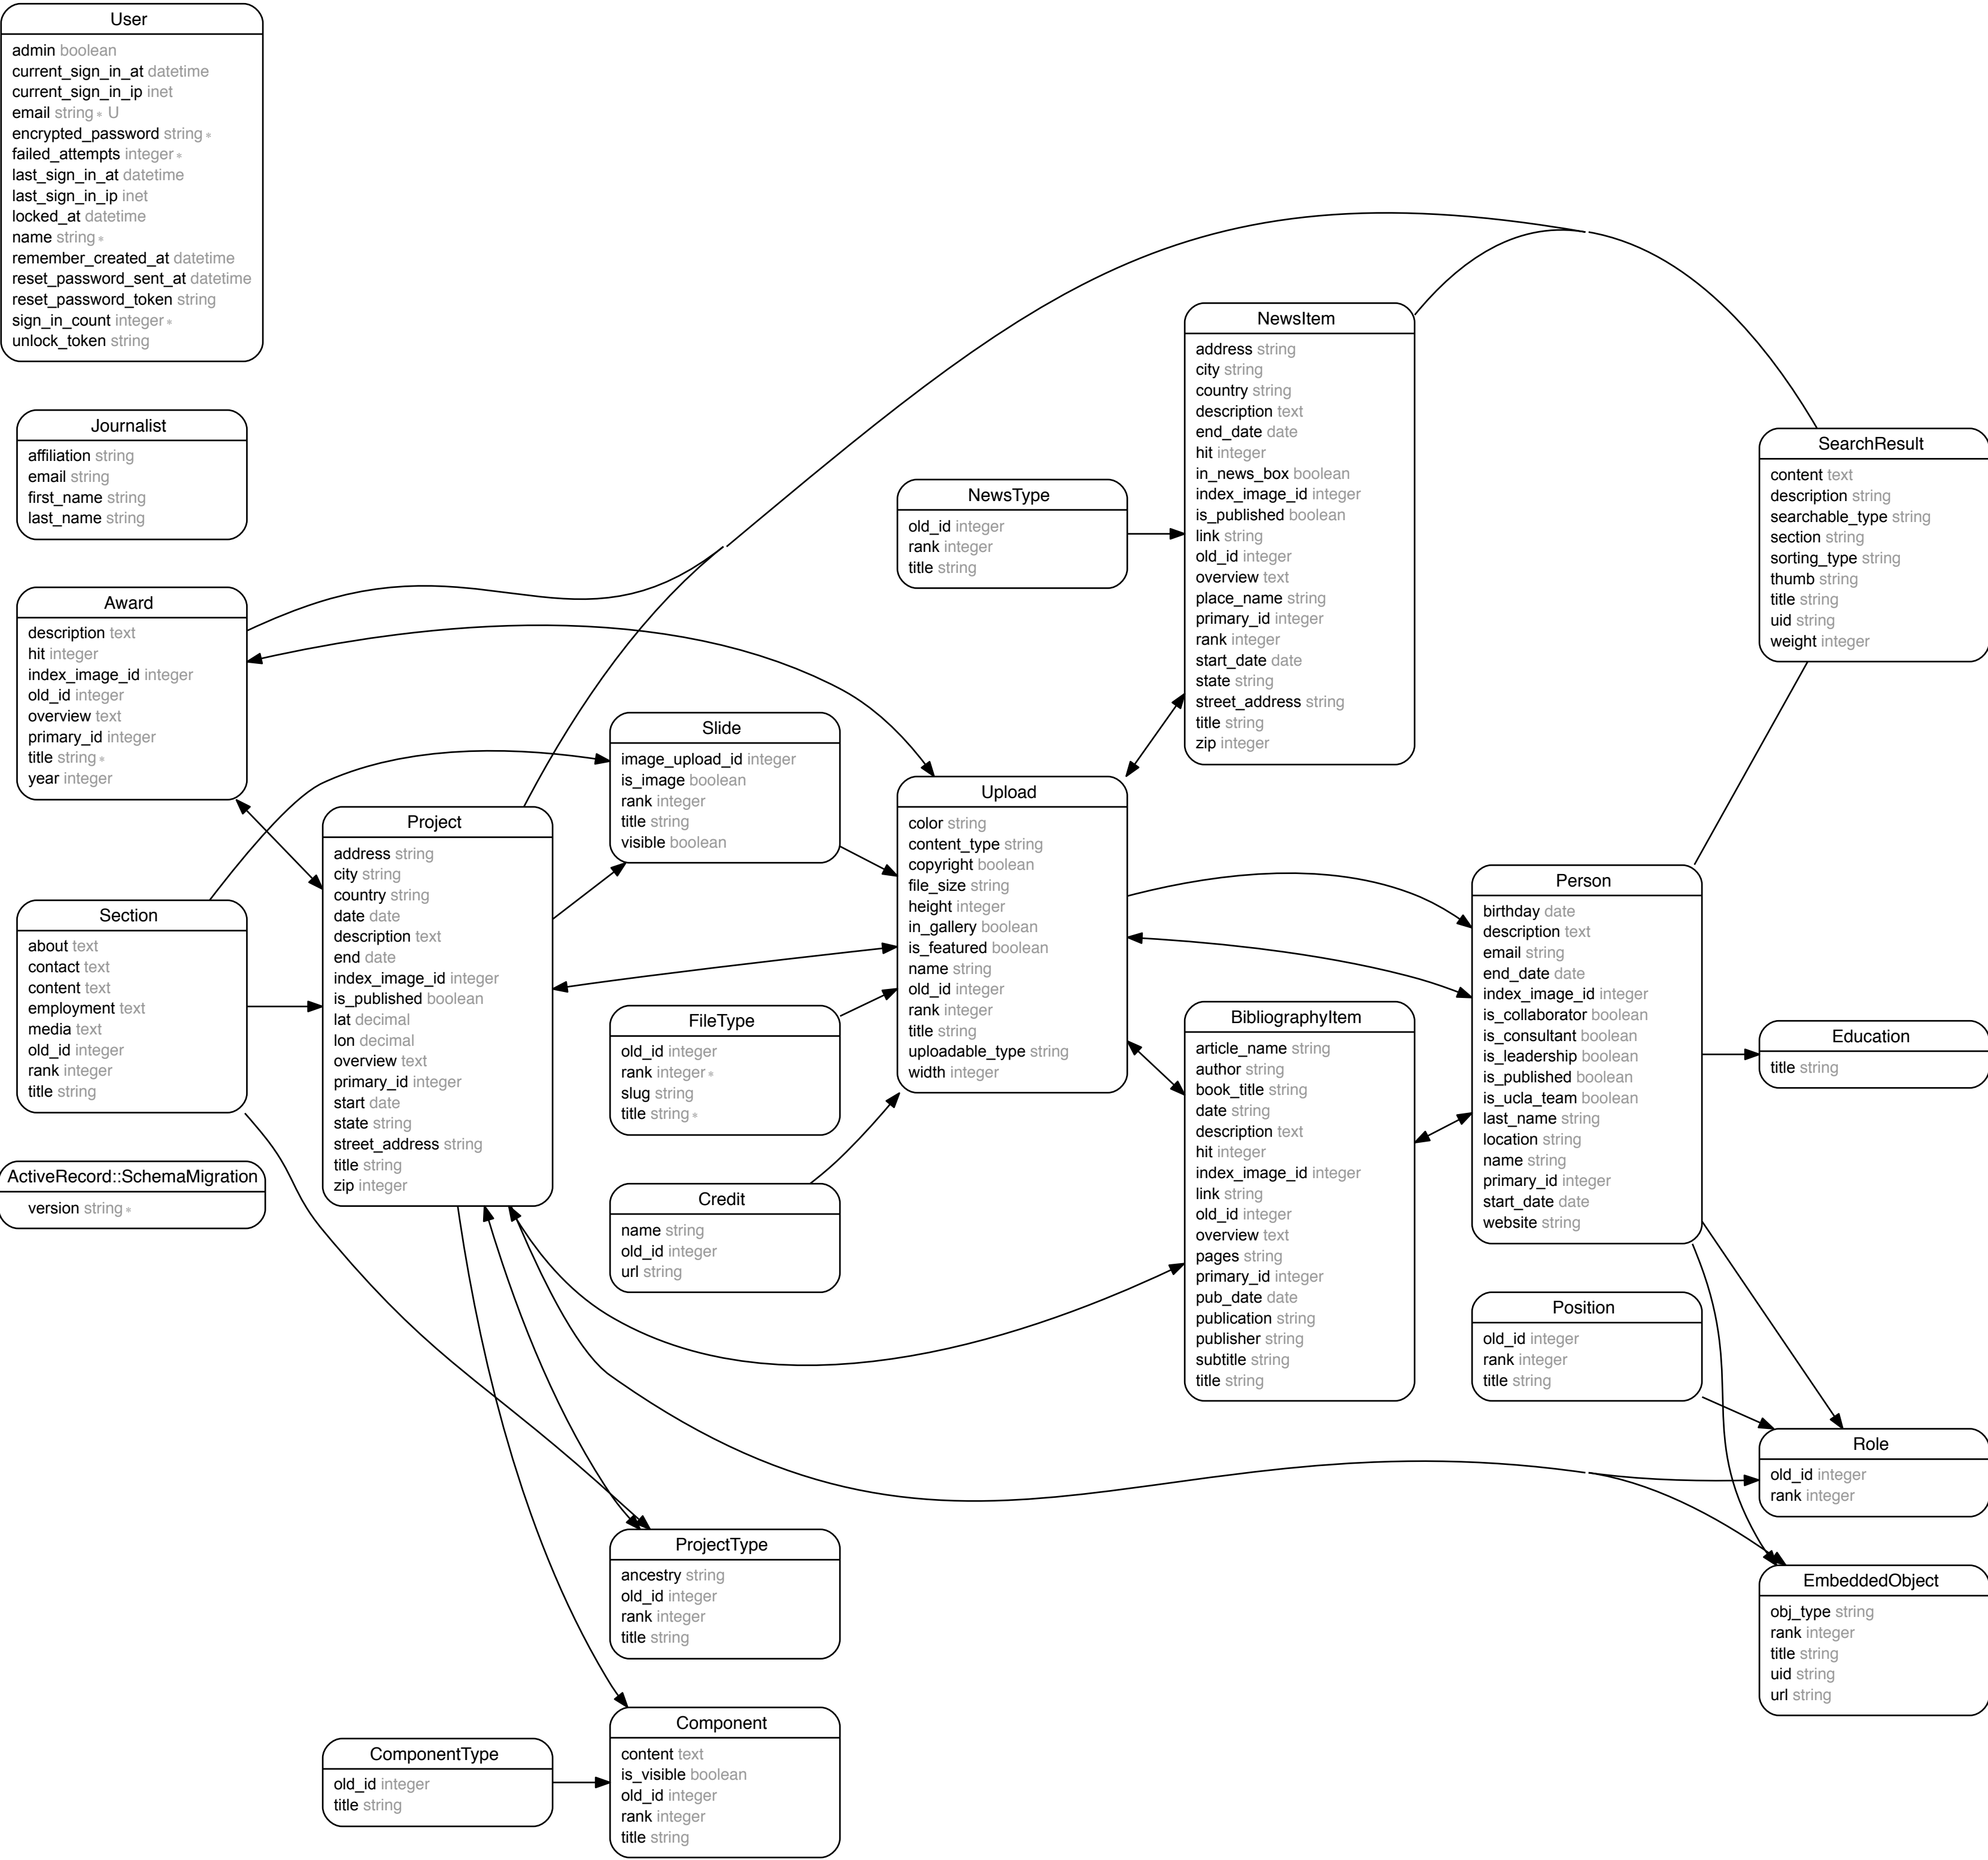 User
admin boolean
current_sign_in_at datetime
current_sign_in_ip inet
email string * U
encrypted_password string *
failed_attempts integer *
last_sign_in_at datetime
last_sign_in_ip inet
locked_at datetime
name string *
remember_created_at datetime
reset_password_sent_at datetime
reset_password_token string
sign_in_count integer *
unlock_token string
Journalist
affiliation string
email string
first_name string
last_name string
Award
description text
hit integer
index_image_id integer
old_id integer
overview text
primary_id integer
title string *
year integer
Section
about text
contact text
content text
employment text
media text
old_id integer
rank integer
title string
ActiveRecord::SchemaMigration
version string *
Project
address string
city string
country string
date date
description text
end date
index_image_id integer
is_published boolean
lat decimal
lon decimal
overview text
primary_id integer
start date
state string
street_address string
title string
zip integer
ComponentType
old_id integer
title string
Slide
image_upload_id integer
is_image boolean
rank integer
title string
visible boolean
FileType
old_id integer
rank integer *
slug string
title string *
Credit
name string
old_id integer
url string
ProjectType
ancestry string
old_id integer
rank integer
title string
Component
content text
is_visible boolean
old_id integer
rank integer
title string
NewsType
old_id integer
rank integer
title string
Upload
color string
content_type string
copyright boolean
file_size string
height integer
in_gallery boolean
is_featured boolean
name string
old_id integer
rank integer
title string
uploadable_type string
width integer
NewsItem
address string
city string
country string
description text
end_date date
hit integer
in_news_box boolean
index_image_id integer
is_published boolean
link string
old_id integer
overview text
place_name string
primary_id integer
rank integer
start_date date
state string
street_address string
title string
zip integer
BibliographyItem
article_name string
author string
book_title string
date string
description text
hit integer
index_image_id integer
link string
old_id integer
overview text
pages string
primary_id integer
pub_date date
publication string
publisher string
subtitle string
title string
Person
birthday date
description text
email string
end_date date
index_image_id integer
is_collaborator boolean
is_consultant boolean
is_leadership boolean
is_published boolean
is_ucla_team boolean
last_name string
location string
name string
primary_id integer
start_date date
website string
Position
old_id integer
rank integer
title string
SearchResult
content text
description string
searchable_type string
section string
sorting_type string
thumb string
title string
uid string
weight integer
Education
title string
Role
old_id integer
rank integer
EmbeddedObject
obj_type string
rank integer
title string
uid string
url string